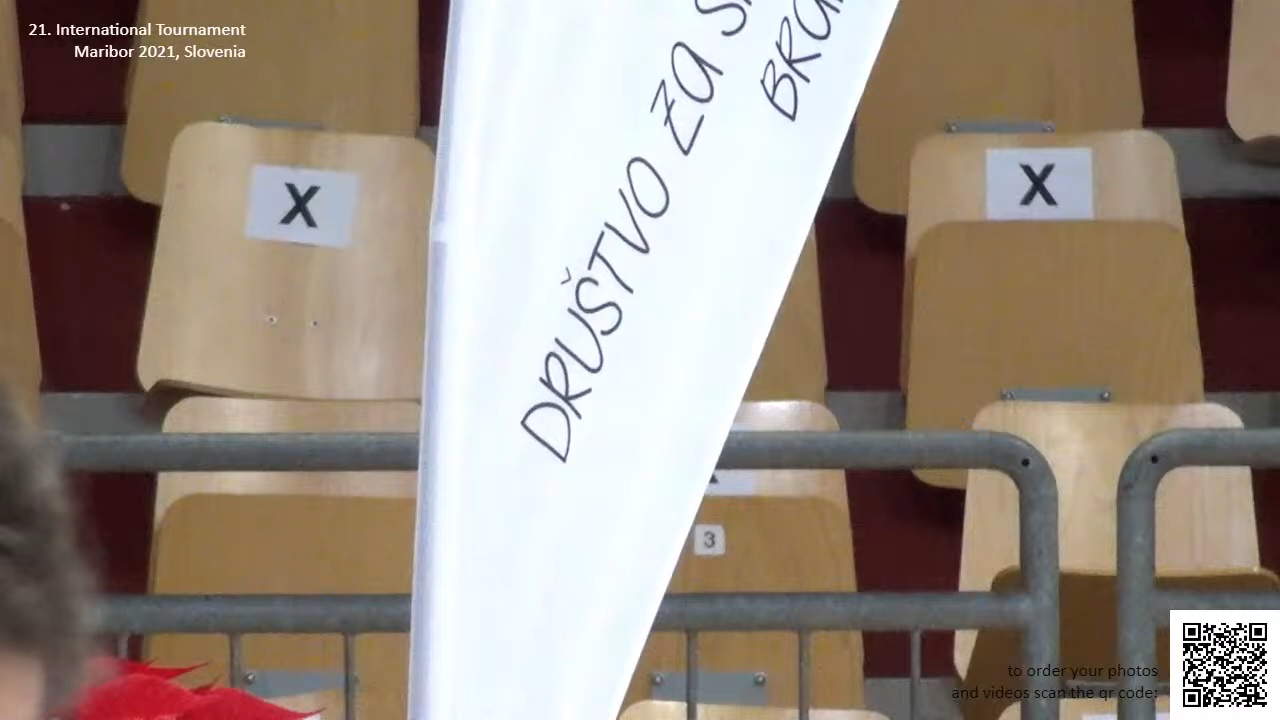 21. International Tournament
Maribor 2021, Slovenia
DRUŠTVO ZA
X
X
3
to order your photos
and videos scan the qr code: